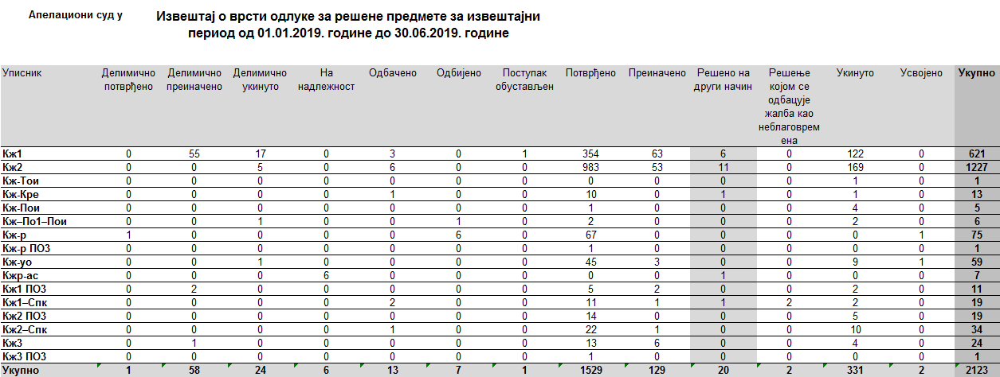 Апелациони суд у
Извештај о врсти одлуке за решене предмете за извештајни
период од 01.01.2019. године до 30.06.2019. године
Уписник Делимично потврђено Делимично преиначено Делимично укинуто На надлежност Одбачено Одбијено Поступак обустављен Потврђено Преиначено Решено на други начин Решење којом се одбацује жалба као неблаговрем ена Укинуто Усвојено Укупно
Кж1 0 55 17 0 3 0 1 354 63 6 0 122 0 621
Кж2 0 0 5 0 6 0 0 983 53 11 0 169 0 1227
Кж-Тои 0 0 0 0 0 0 0 0 0 0 0 1 0 1
Кж-Кре 0 0 0 0 1 0 0 10 0 1 0 1 0 13
Кж-Пои 0 0 0 0 0 0 0 1 0 0 0 4 0 5
Кж–По1–Пои 0 0 1 0 0 1 0 2 0 0 0 2 0 6
Кж-р 1 0 0 0 0 6 0 67 0 0 0 0 1 75
Кж-р ПО3 0 0 0 0 0 0 0 1 0 0 0 0 0 1
Кж-уо 0 0 1 0 0 0 0 45 3 0 0 9 1 59
Кжр-ас 0 0 0 6 0 0 0 0 0 1 0 0 0 7
Кж1 ПО3 0 2 0 0 0 0 0 5 2 0 0 2 0 11
Кж1–Спк 0 0 0 0 2 0 0 11 1 1 2 2 0 19
Кж2 ПО3 0 0 0 0 0 0 0 14 0 0 0 5 0 19
Кж2–Спк 0 0 0 0 1 0 0 22 1 0 0 10 0 34
Кж3 0 1 0 0 0 0 0 13 6 0 0 4 0 24
Кж3 ПО3 0 0 0 0 0 0 0 1 0 0 0 0 0 1
Укупно 1 58 24 6 13 7 1 1529 129 20 2 331 2 2123